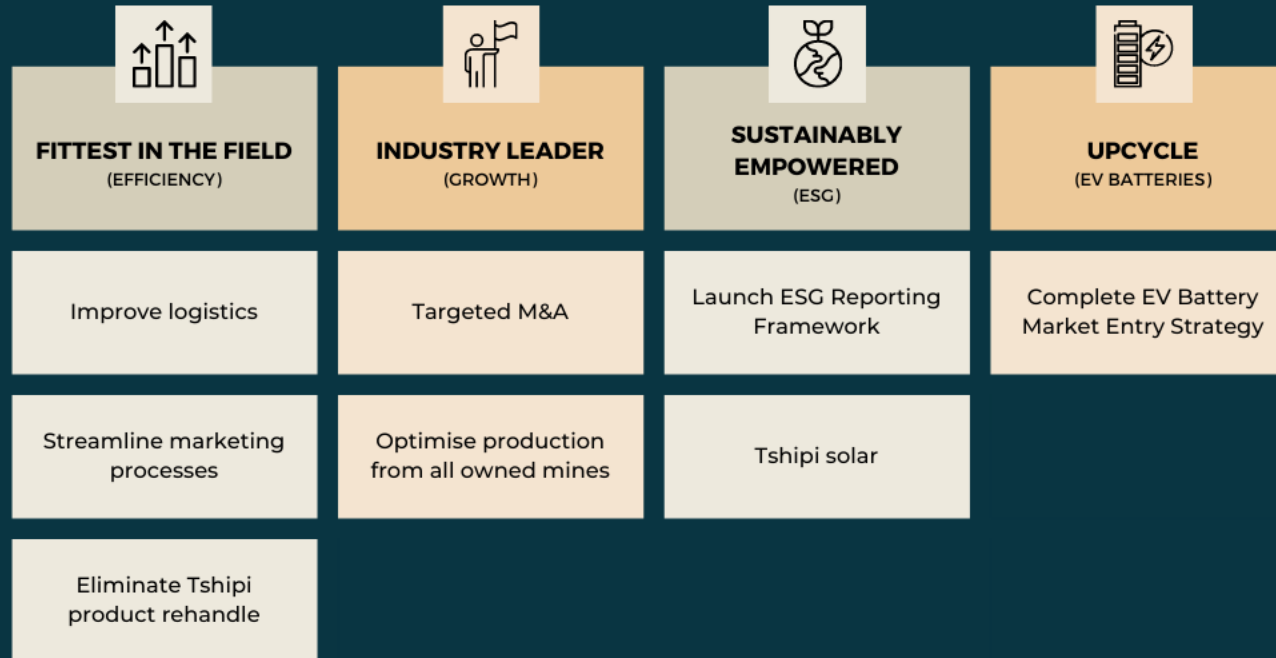 FITTEST IN THE FIELD
(EFFICIENCY)
Improve logistics
Streamline marketing
processes
Eliminate Tshipi
product rehandle
INDUSTRY LEADER
(GROWTH)
Targeted M&A
Optimise production
from all owned mines
SUSTAINABLY
EMPOWERED
(ESG)
Launch ESG Reporting
Framework
Tshipi solar
UPCYCLE
(EV BATTERIES)
Complete EV Battery
Market Entry Strategy